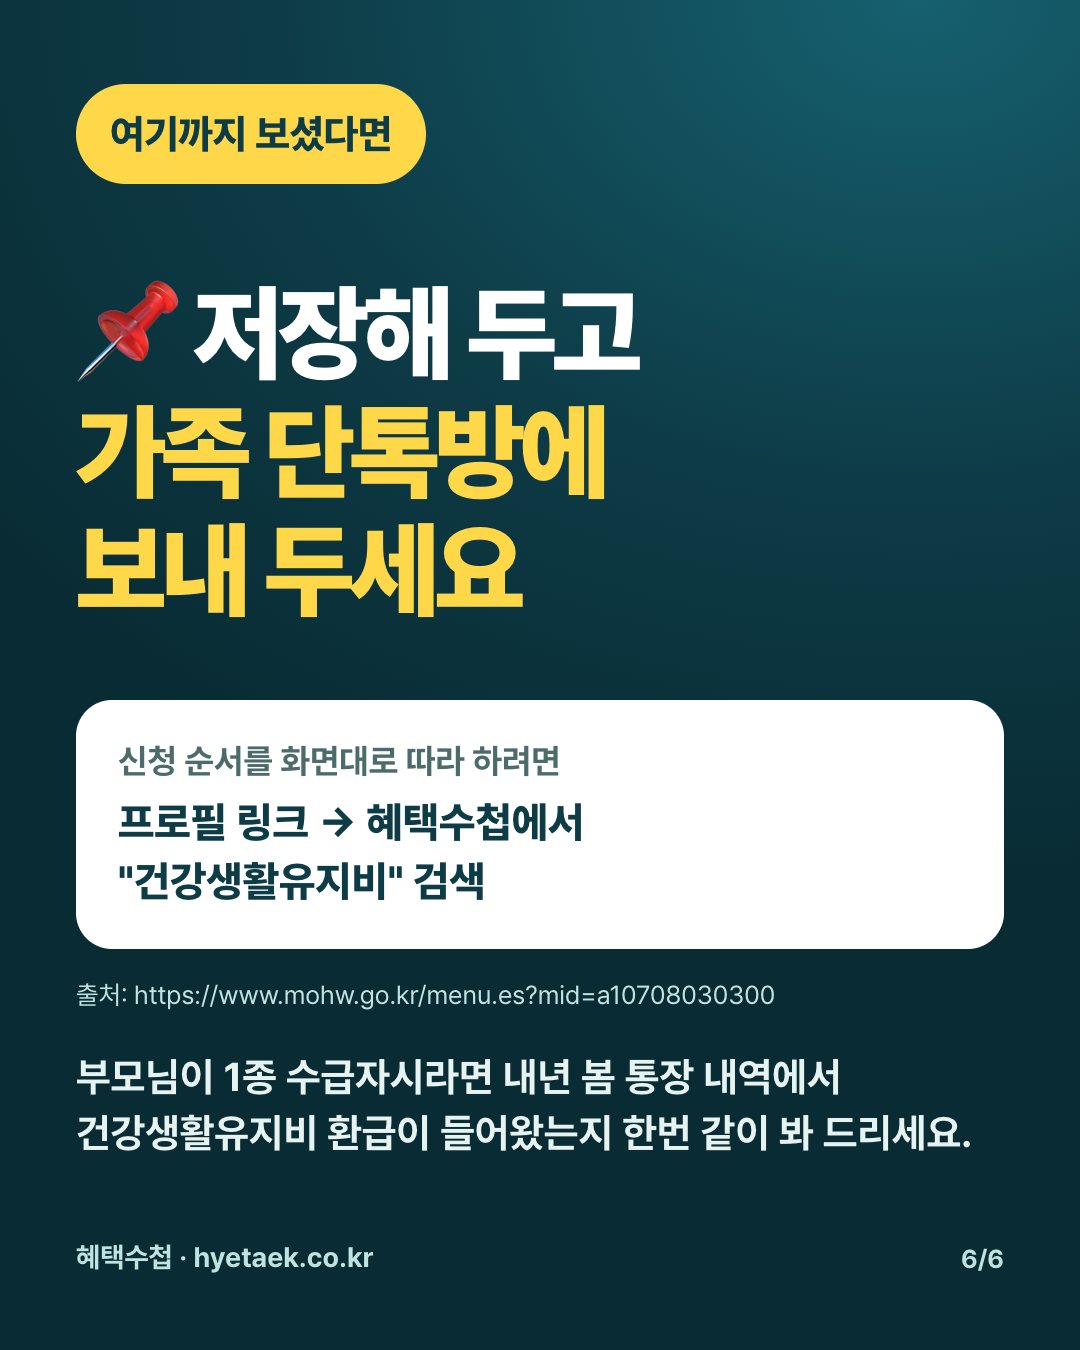 여기까지 보셨다면
저장해 두고
가족 단톡방에
보내 두세요
신청 순서를 화면대로 따라 하려면
프로필 링크 → 혜택수첩에서
"건강생활유지비" 검색
출처: https://www.mohw.go.kr/menu.es?mid=a10708030300
부모님이 1종 수급자시라면 내년 봄 통장 내역에서
건강생활유지비 환급이 들어왔는지 한번 같이 봐 드리세요.
혜택수첩 · hyetaek.co.kr
6/6